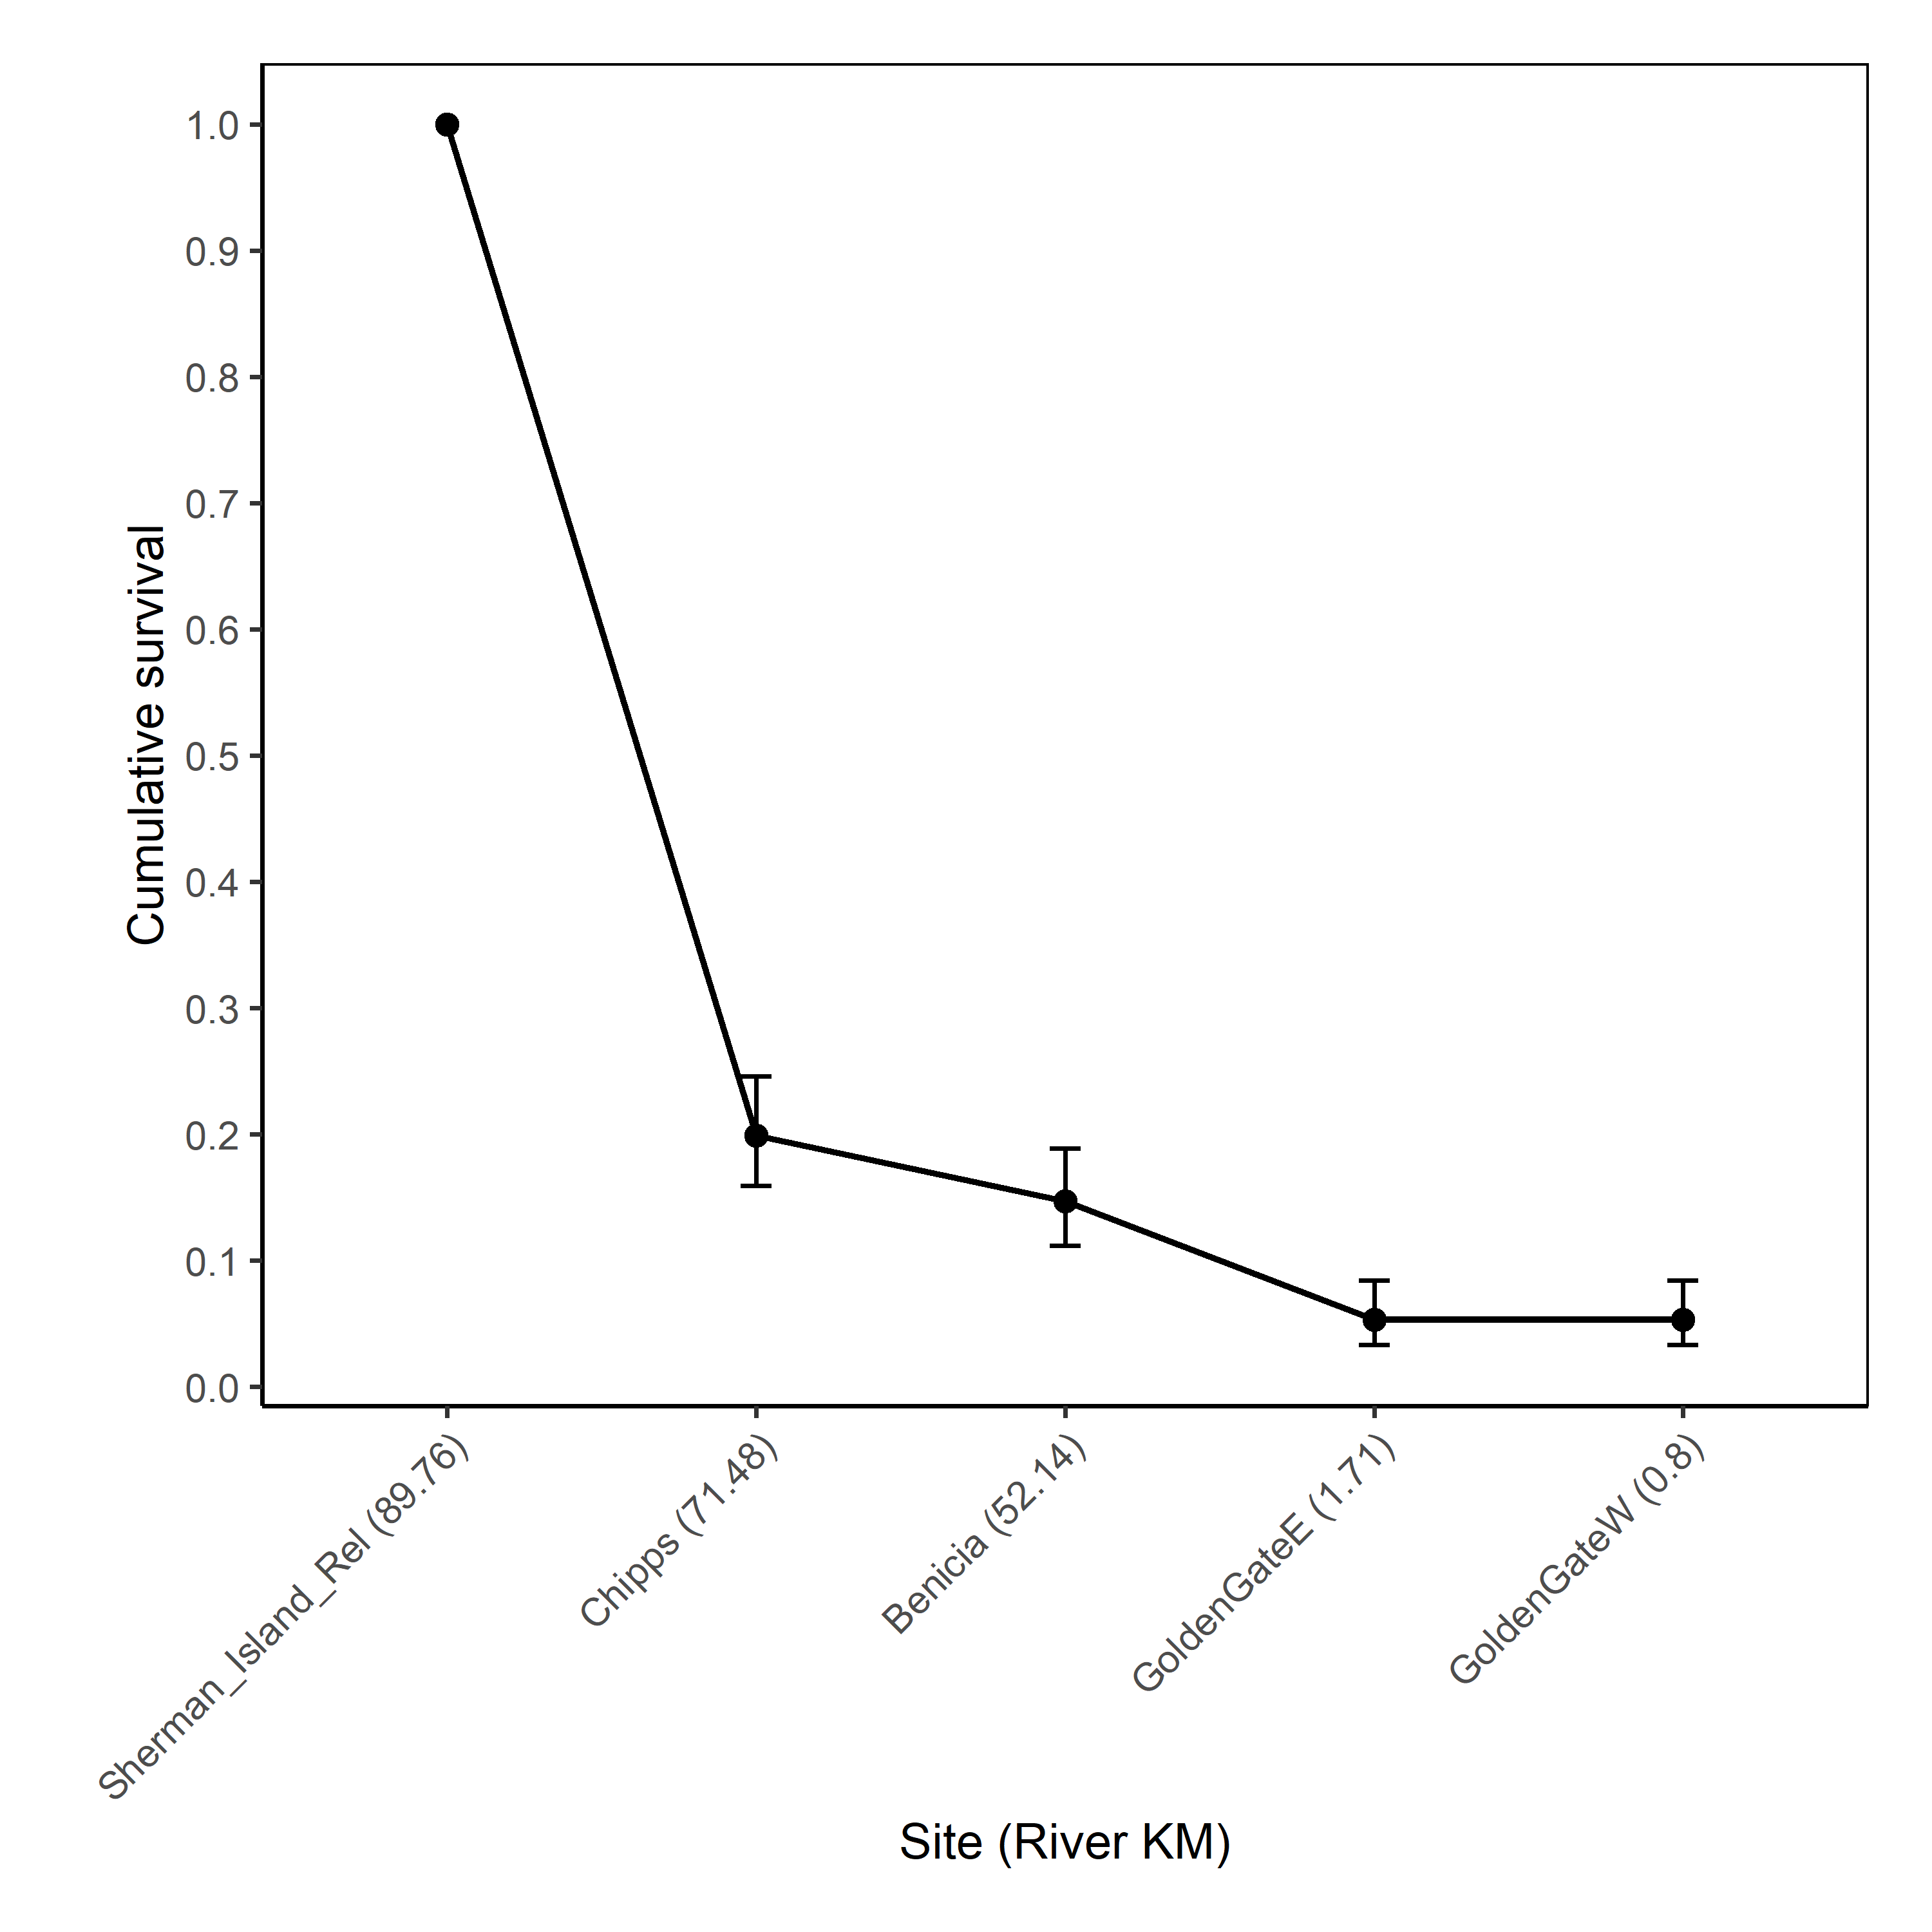 Cumulative survival
1.0
0.9
0.8
0.7
0.6
0.5
0.4
0.3
0.2
0.1
0.0
Sherman_Island_Rel (89.76)
Chipps (71.48)
Benicia (52.14)
GoldenGateE (1.71)
GoldenGateW (0.8)
Site (River KM)